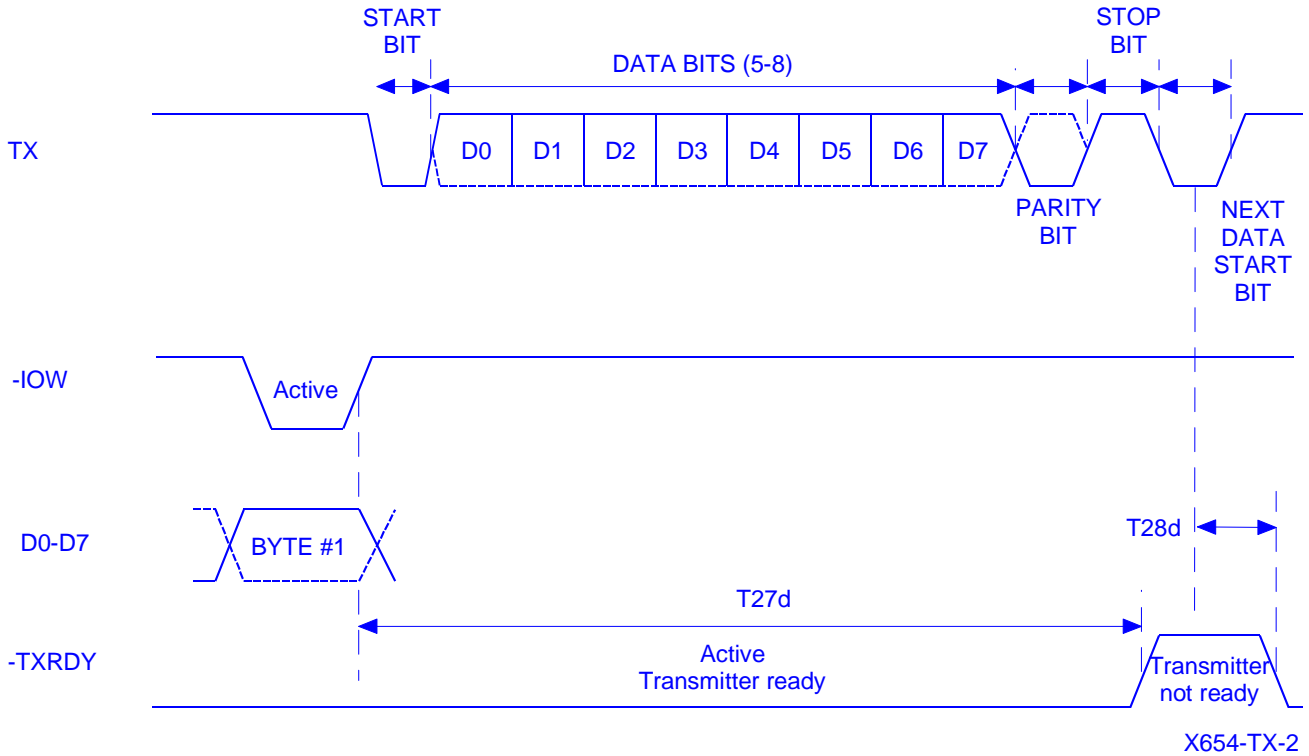 START
BIT
STOP
BIT
DATA BITS (5-8)
TX
D0 D1 D2 D3 D4 D5 D6 D7
PARITY
BIT
NEXT
DATA
START
BIT
-IOW
Active
D0-D7
BYTE #1
T28d
T27d
-TXRDY
Active
Transmitter ready
Transmitter
not ready
X654-TX-2